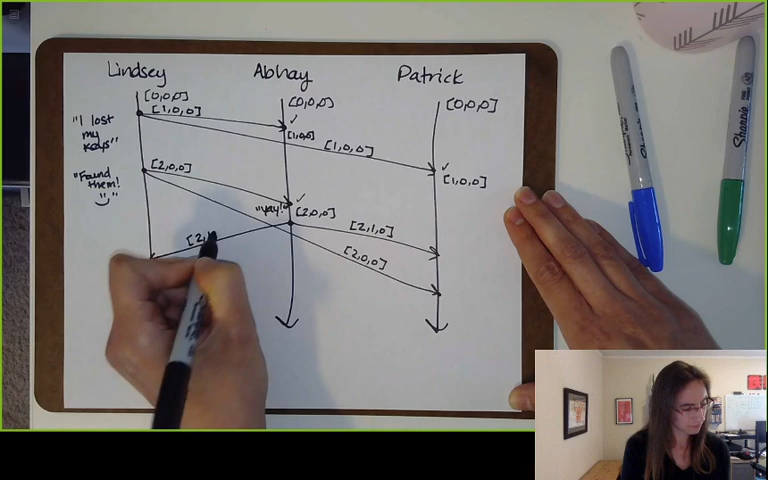 Lindsey Abhay Patrick
[0,0,0] [0,0,0] [0,0,0]
[1,0,0] ✓
"I lost
my
keys"
[1,0,0] [1,0,0] ✓
"Found
them!
[2,0,0] [1,0,0]
"yay!" ✓ [2,0,0]
[2,1,0]
[2,
[2,0,0]
Sharpie
Sharpie